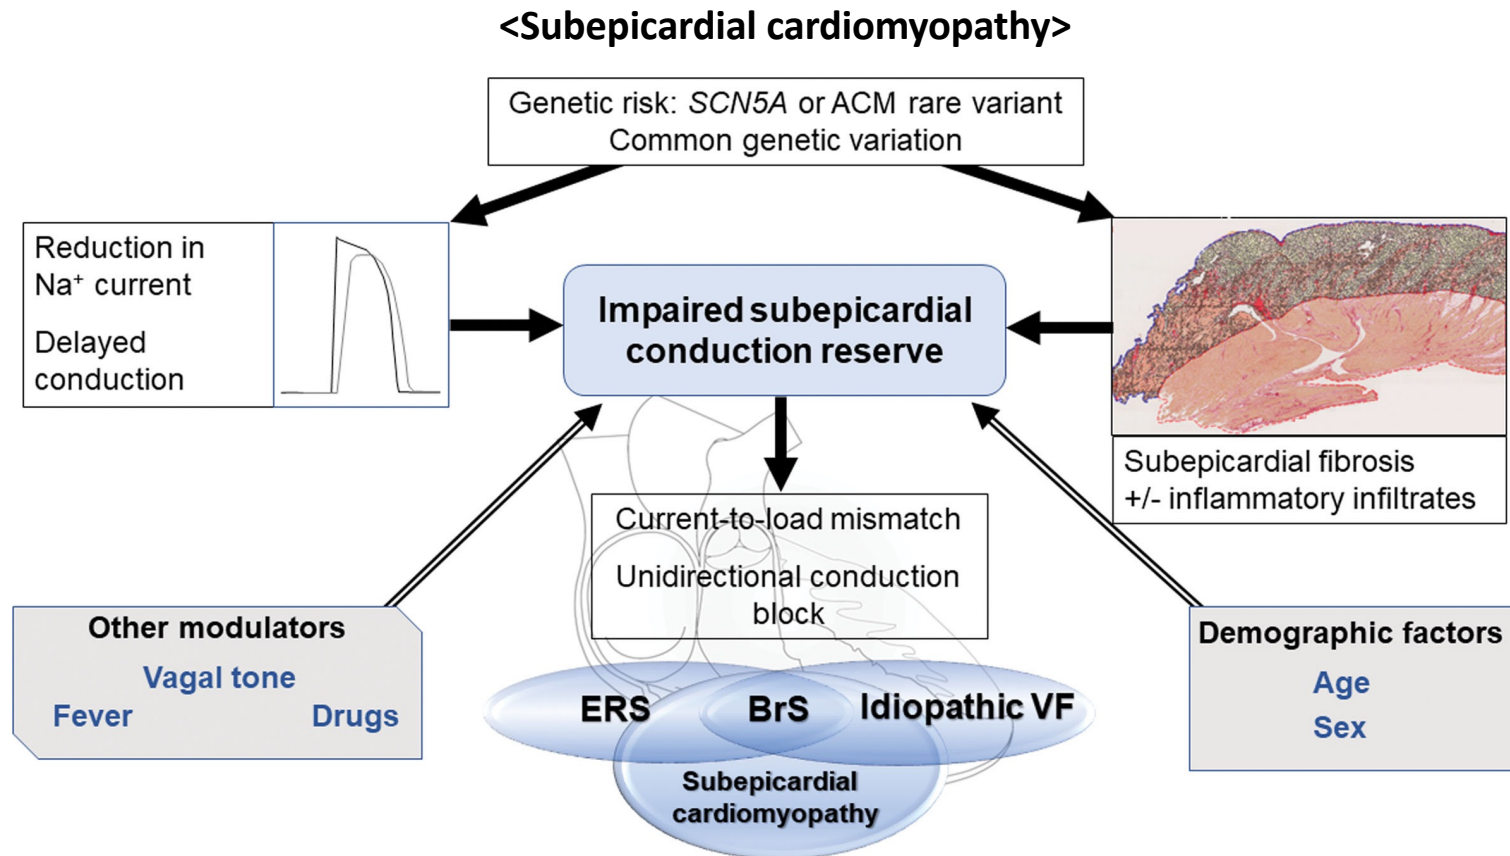 <Subepicardial cardiomyopathy>
Genetic risk: SCN5A or ACM rare variant
Common genetic variation
Reduction in
Na⁺ current
Delayed
conduction
Impaired subepicardial
conduction reserve
Subepicardial fibrosis
+/- inflammatory infiltrates
Current-to-load mismatch
Unidirectional conduction
block
Other modulators
Vagal tone
Fever Drugs
Demographic factors
Age
Sex
ERS BrS Idiopathic VF
Subepicardial
cardiomyopathy